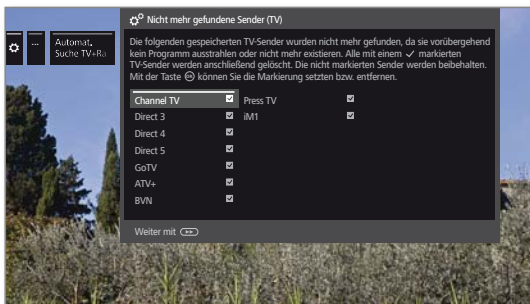 Nicht mehr gefundene Sender (TV)
... Automat.
Suche TV+Ra
Die folgenden gespeicherten TV-Sender wurden nicht mehr gefunden, da sie vorübergehend
kein Programm ausstrahlen oder nicht mehr existieren. Alle mit einem ✓ markierten
TV-Sender werden anschließend gelöscht. Die nicht markierten Sender werden beibehalten.
Mit der Taste OK können Sie die Markierung setzten bzw. entfernen.
Channel TV ☑ Press TV ☑
Direct 3 ☑ iM1 ☑
Direct 4 ☑
Direct 5 ☑
GoTV ☑
ATV+ ☑
BVN ☑
Weiter mit ▶▶